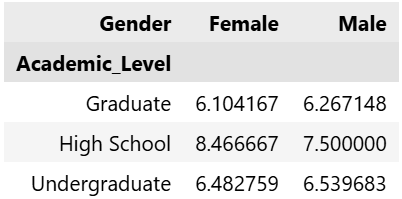 Gender Female Male
Academic_Level
Graduate 6.104167 6.267148
High School 8.466667 7.500000
Undergraduate 6.482759 6.539683